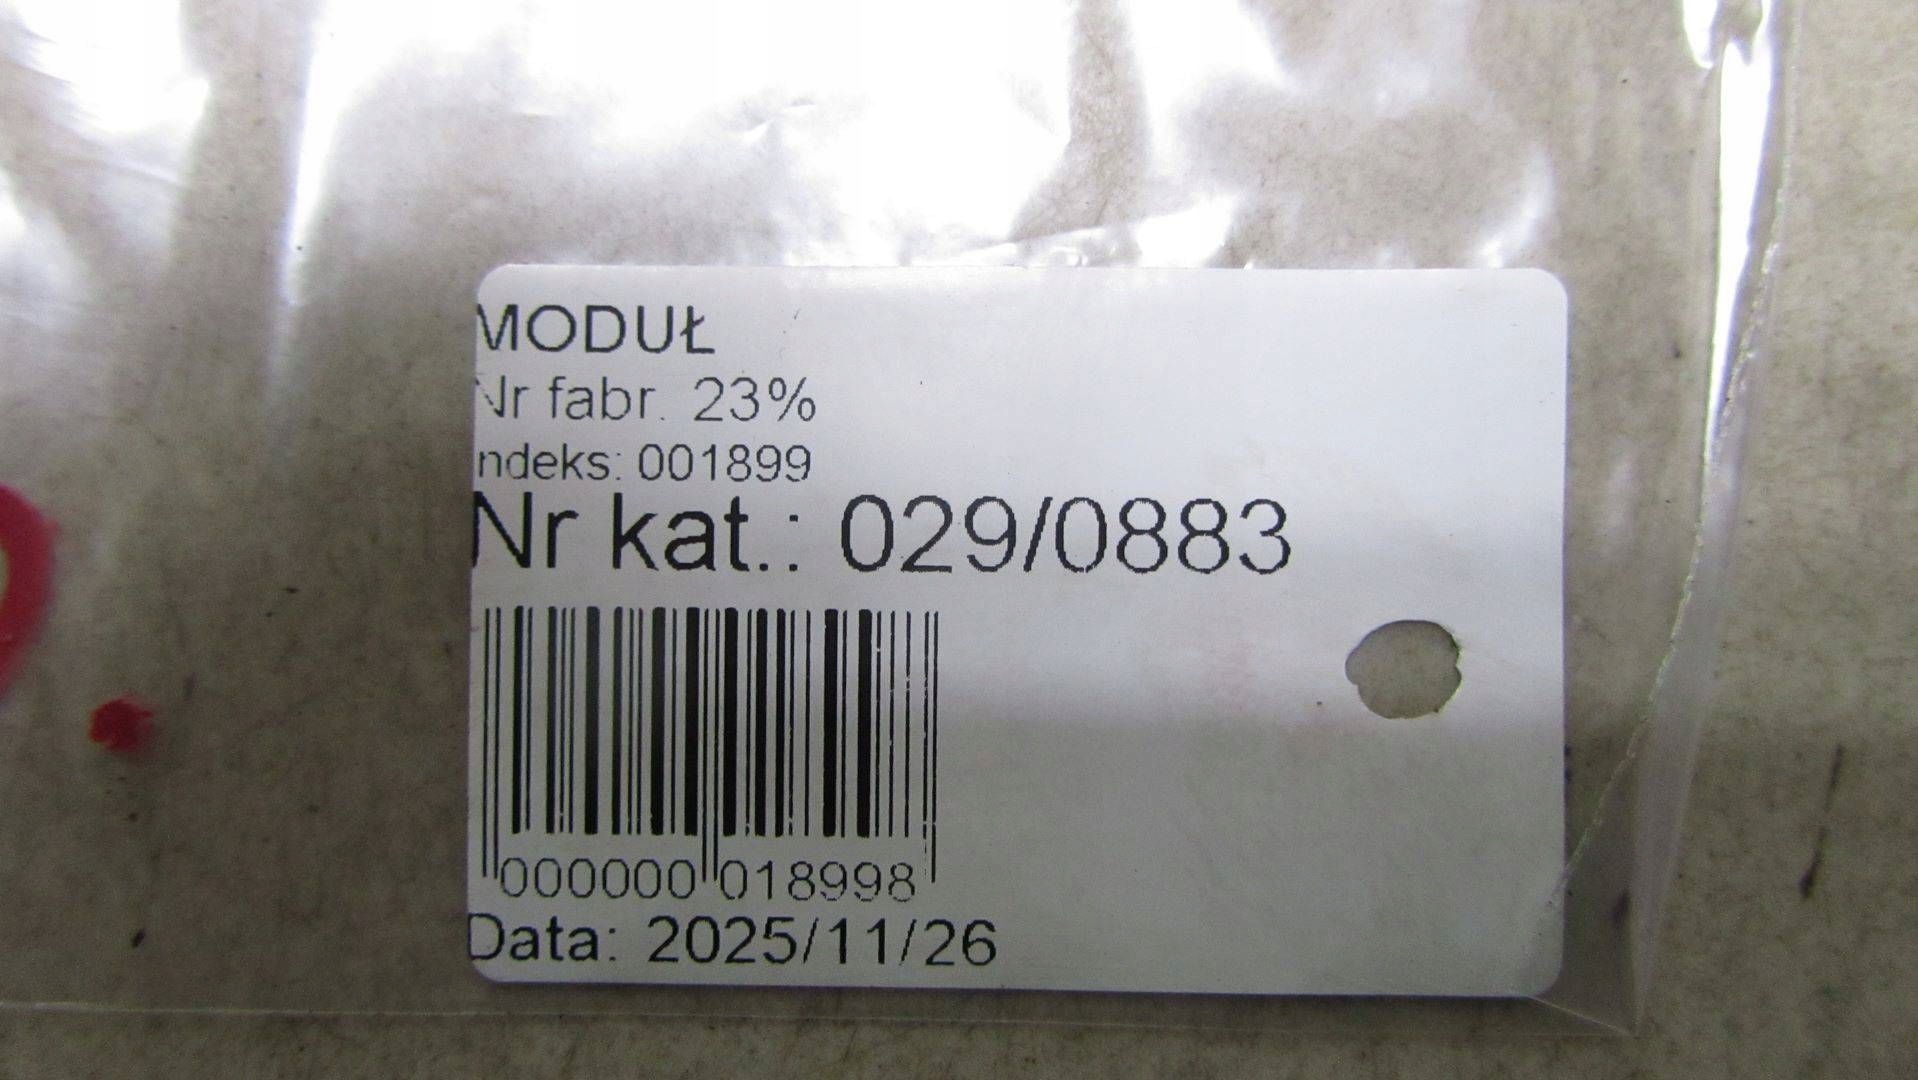 MODUŁ
Nr fabr. 23%
ndeks: 001899
Nr kat.: 029/0883
000000 018998
Data: 2025/11/26